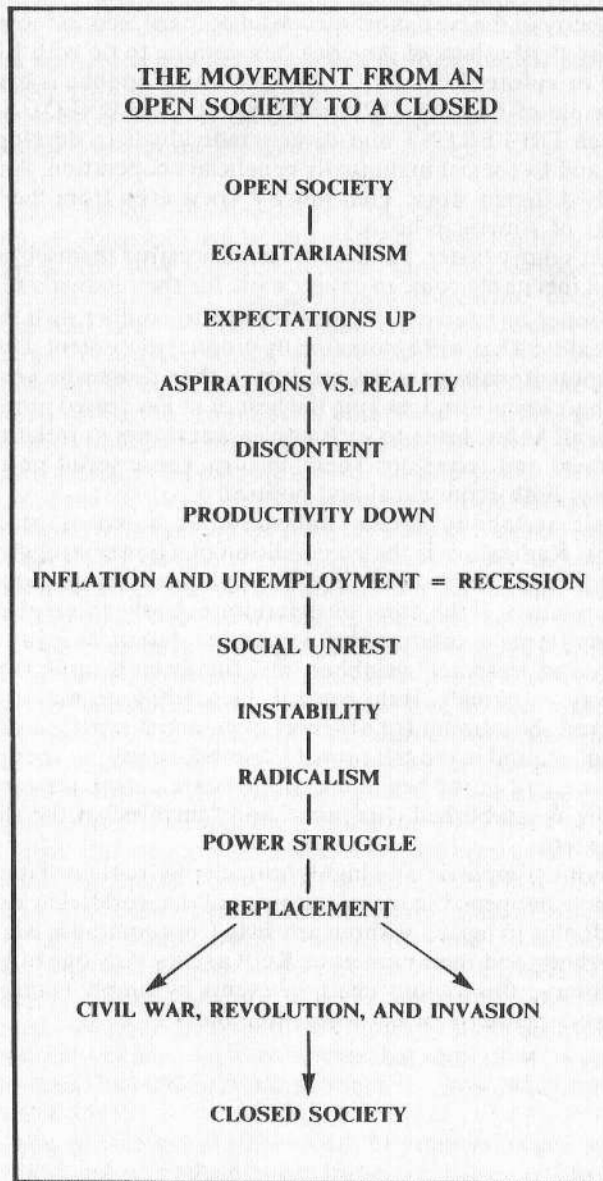 THE MOVEMENT FROM AN
OPEN SOCIETY TO A CLOSED
OPEN SOCIETY
EGALITARIANISM
EXPECTATIONS UP
ASPIRATIONS VS. REALITY
DISCONTENT
PRODUCTIVITY DOWN
INFLATION AND UNEMPLOYMENT = RECESSION
SOCIAL UNREST
INSTABILITY
RADICALISM
POWER STRUGGLE
REPLACEMENT
CIVIL WAR, REVOLUTION, AND INVASION
CLOSED SOCIETY